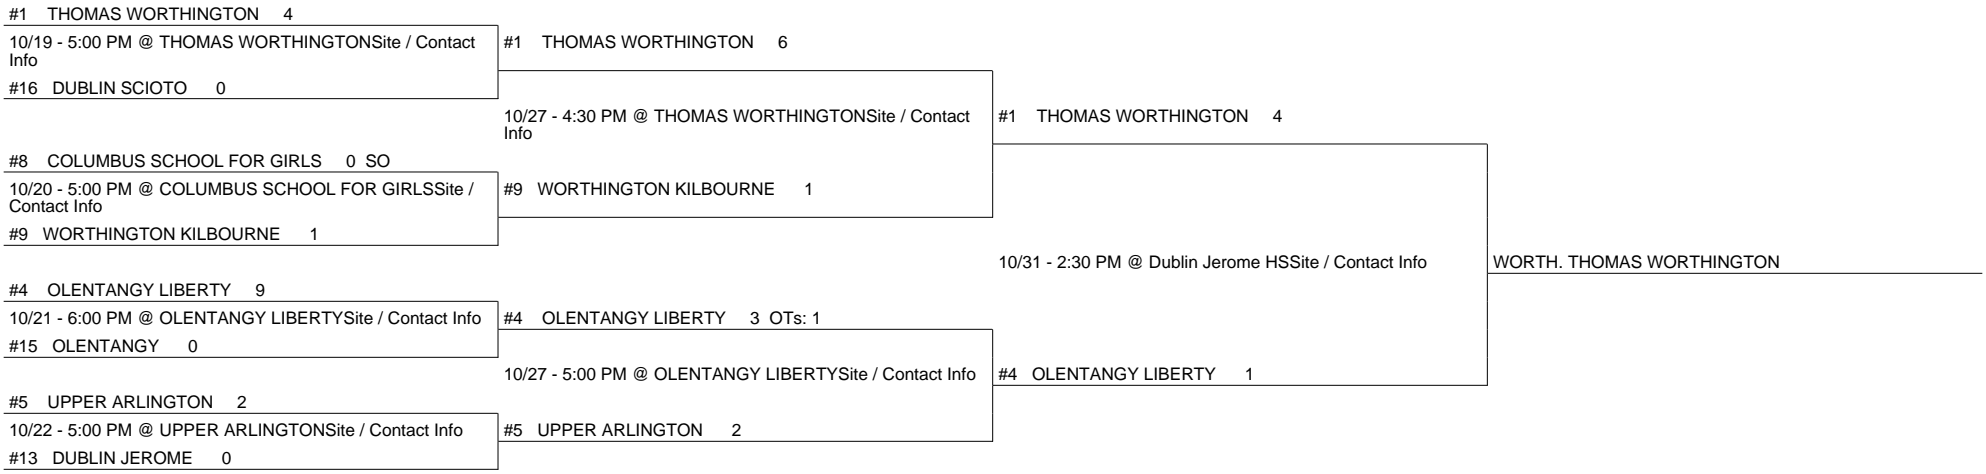 #1 THOMAS WORTHINGTON 4
10/19 - 5:00 PM @ THOMAS WORTHINGTONSite / Contact
Info
#16 DUBLIN SCIOTO 0
#8 COLUMBUS SCHOOL FOR GIRLS 0 SO
10/20 - 5:00 PM @ COLUMBUS SCHOOL FOR GIRLSSite /
Contact Info
#9 WORTHINGTON KILBOURNE 1
#4 OLENTANGY LIBERTY 9
10/21 - 6:00 PM @ OLENTANGY LIBERTYSite / Contact Info
#15 OLENTANGY 0
#5 UPPER ARLINGTON 2
10/22 - 5:00 PM @ UPPER ARLINGTONSite / Contact Info
#13 DUBLIN JEROME 0
#1 THOMAS WORTHINGTON 6
10/27 - 4:30 PM @ THOMAS WORTHINGTONSite / Contact
Info
#9 WORTHINGTON KILBOURNE 1
#4 OLENTANGY LIBERTY 3 OTs: 1
10/27 - 5:00 PM @ OLENTANGY LIBERTYSite / Contact Info
#5 UPPER ARLINGTON 2
#1 THOMAS WORTHINGTON 4
10/31 - 2:30 PM @ Dublin Jerome HSSite / Contact Info
#4 OLENTANGY LIBERTY 1
WORTH. THOMAS WORTHINGTON